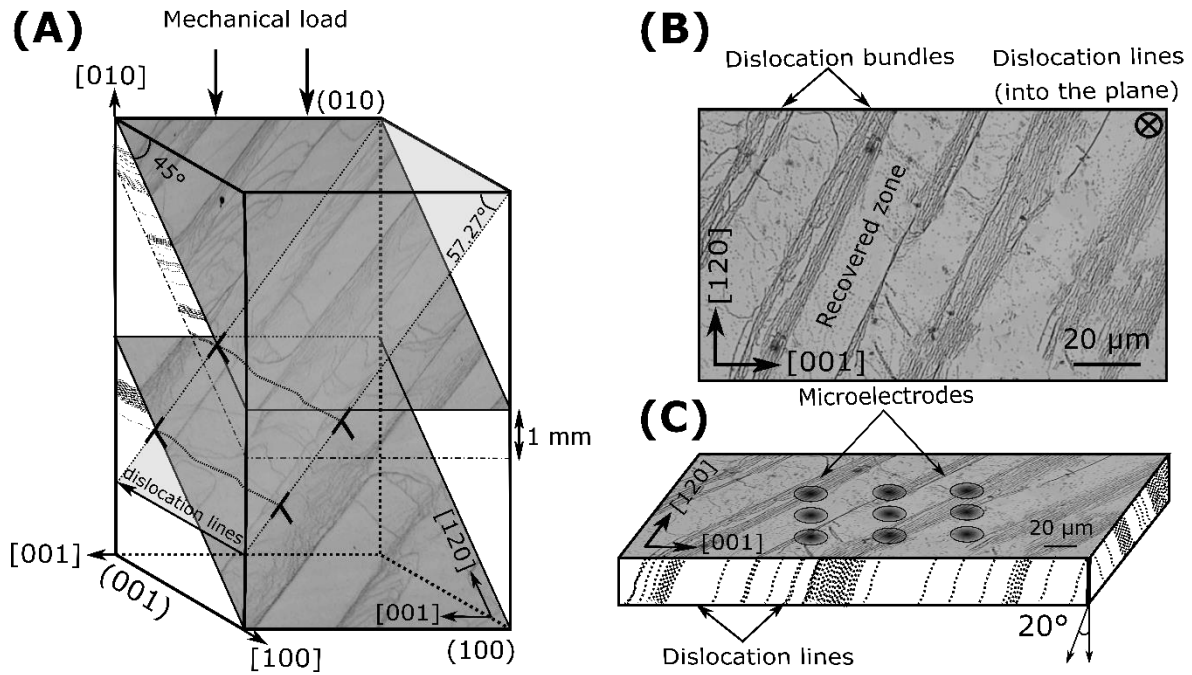 (A)
Mechanical load
[010]
(010)
45°
57.27°
1 mm
dislocation lines
[001]
(001)
[100]
[120]
[001]
(100)
(B)
Dislocation bundles
Dislocation lines
(into the plane)
Recovered zone
[120]
[001]
20 μm
(C)
Microelectrodes
[120]
[001]
20 μm
20°
Dislocation lines